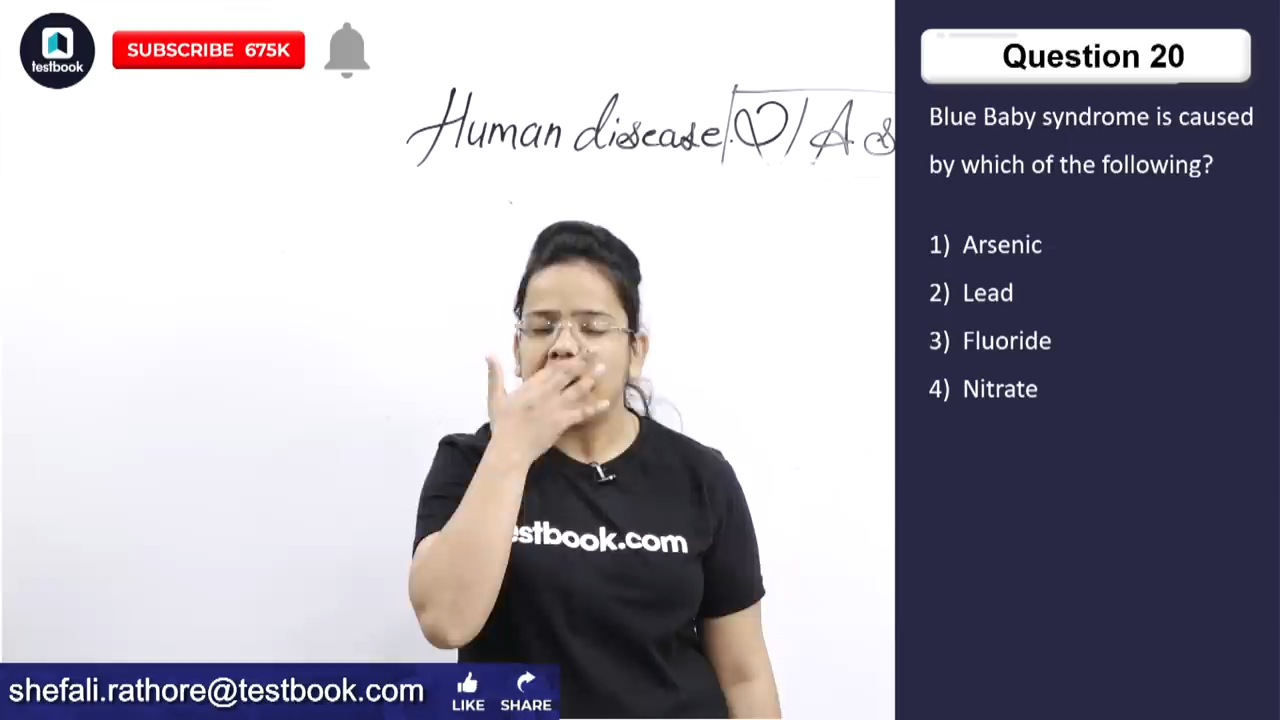 testbook
SUBSCRIBE 675K
Human disease
Question 20
Blue Baby syndrome is caused
by which of the following?
1) Arsenic
2) Lead
3) Fluoride
4) Nitrate
estbook.com
shefali.rathore@testbook.com
LIKE
SHARE